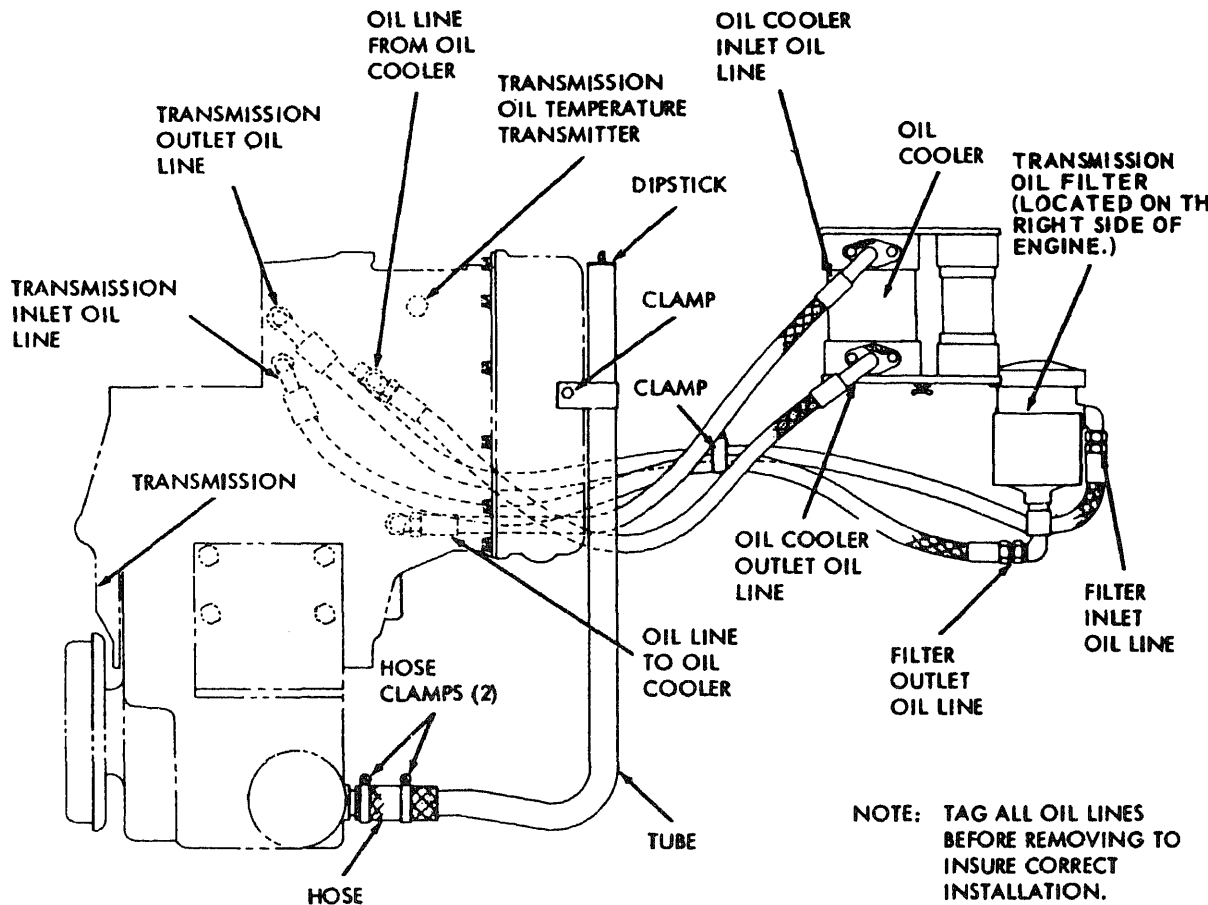 OIL LINE
FROM OIL
COOLER
OIL COOLER
INLET OIL
LINE
TRANSMISSION
OIL TEMPERATURE
TRANSMITTER
TRANSMISSION
OUTLET OIL
LINE
OIL
COOLER
TRANSMISSION
OIL FILTER
(LOCATED ON TH
RIGHT SIDE OF
ENGINE.)
DIPSTICK
TRANSMISSION
INLET OIL
LINE
CLAMP
CLAMP
TRANSMISSION
OIL COOLER
OUTLET OIL
LINE
FILTER
INLET
OIL LINE
OIL LINE
TO OIL
COOLER
FILTER
OUTLET
OIL LINE
HOSE
CLAMPS (2)
TUBE
HOSE
NOTE: TAG ALL OIL LINES
BEFORE REMOVING TO
INSURE CORRECT
INSTALLATION.